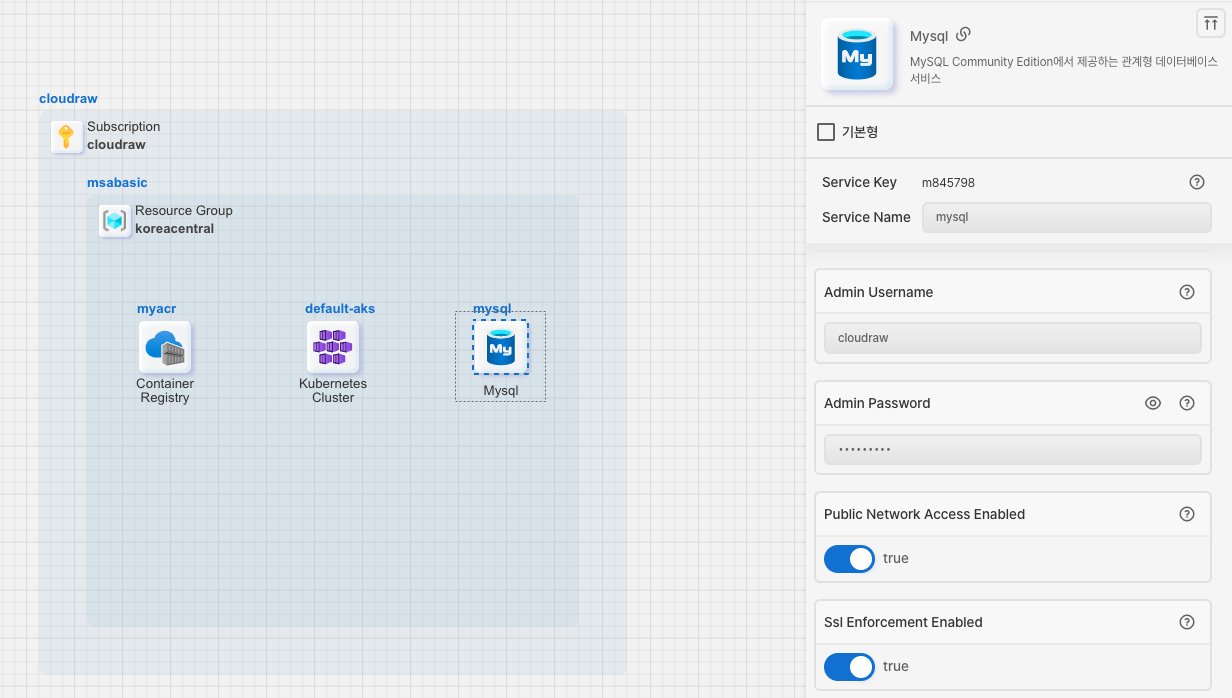 cloudraw
Subscription
cloudraw
msabasic
Resource Group
koreacentral
myacr
Container
Registry
default-aks
Kubernetes
Cluster
mysql
My
Mysql
My
Mysql
MySQL Community Edition에서 제공하는 관계형 데이터베이스
서비스
기본형
Service Key m845798
Service Name mysql
Admin Username
cloudraw
Admin Password
•••••••••
Public Network Access Enabled
true
Ssl Enforcement Enabled
true